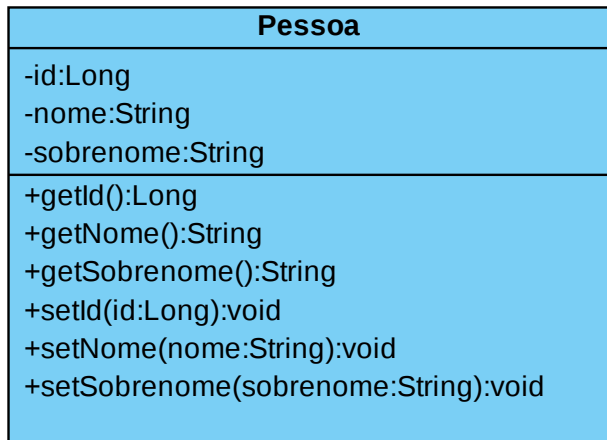 Pessoa
-id:Long
-nome:String
-sobrenome:String
+getId():Long
+getNome():String
+getSobrenome():String
+setId(id:Long):void
+setNome(nome:String):void
+setSobrenome(sobrenome:String):void